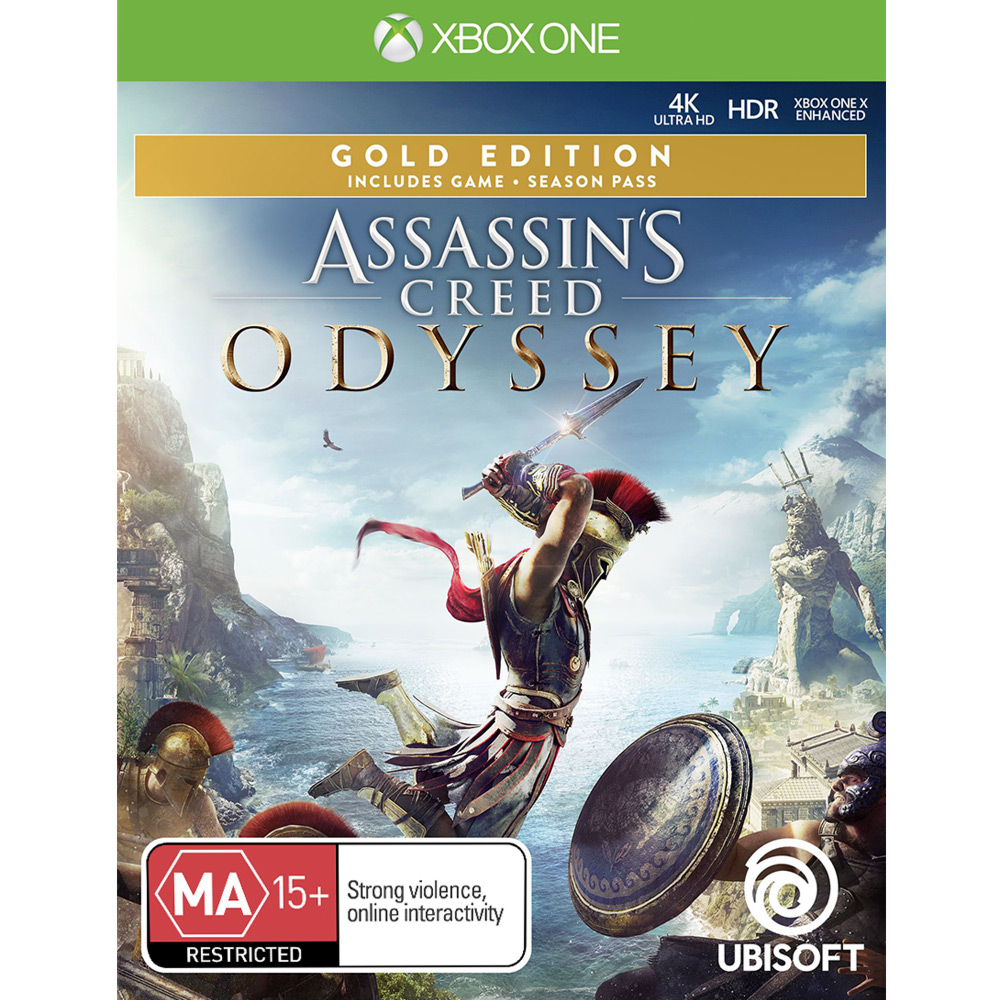 XBOX ONE
4K
ULTRA HD
HDR
XBOX ONE X
ENHANCED
GOLD EDITION
INCLUDES GAME • SEASON PASS
ASSASSIN'S
CREED®
ODYSSEY
MA 15+
RESTRICTED
Strong violence,
online interactivity
UBISOFT